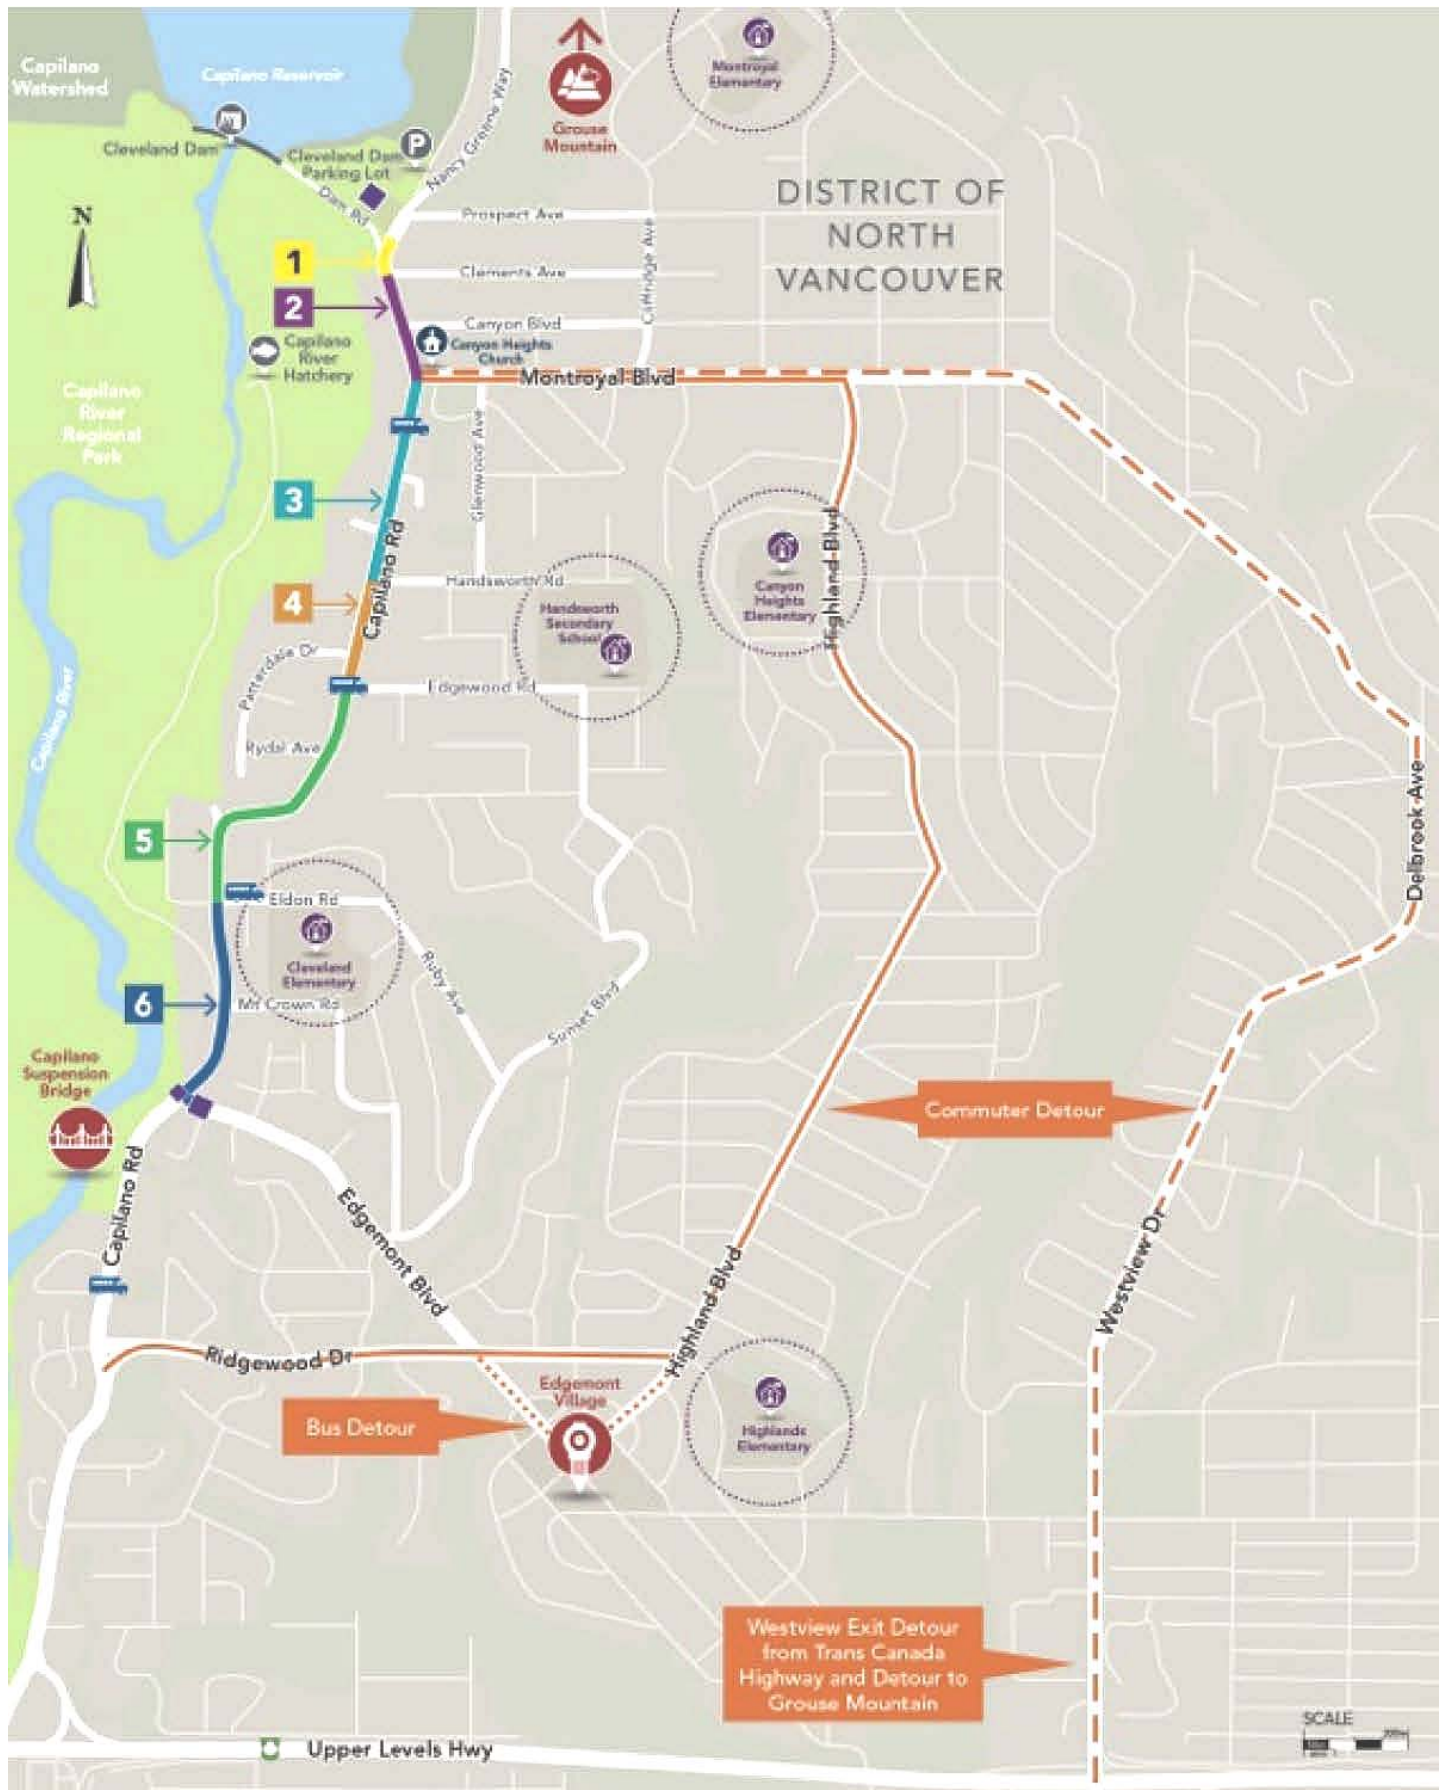 Capilano
Watershed
Capilano Reservoir
Grouse
Mountain
Montroyal
Elementary
Cleveland Dam
P
Cleveland Dam
Parking Lot
Nancy Greene Way
Dam Rd
DISTRICT OF
NORTH
VANCOUVER
N
Prospect Ave
1
Clements Ave
Cliffridge Ave
2
Canyon Blvd
Canyon Heights
Church
Capilano
River
Hatchery
Montroyal Blvd
Capilano
River
Regional
Park
3
Glenwood Ave
Capilano Rd
Highland Blvd
Canyon
Heights
Elementary
4
Handsworth Rd
Handsworth
Secondary
School
Patterdale Dr
Edgewood Rd
Capilano River
Rydal Ave
Delbrook Ave
5
Eldon Rd
Cleveland
Elementary
Ruby Ave
6
Mt Crown Rd
Sunset Blvd
Capilano
Suspension
Bridge
Commuter Detour
Capilano Rd
Edgemont Blvd
Highland Blvd
Westview Dr
Ridgewood Dr
Edgemont
Village
Bus Detour
Highlands
Elementary
Westview Exit Detour
from Trans Canada
Highway and Detour to
Grouse Mountain
SCALE
Upper Levels Hwy